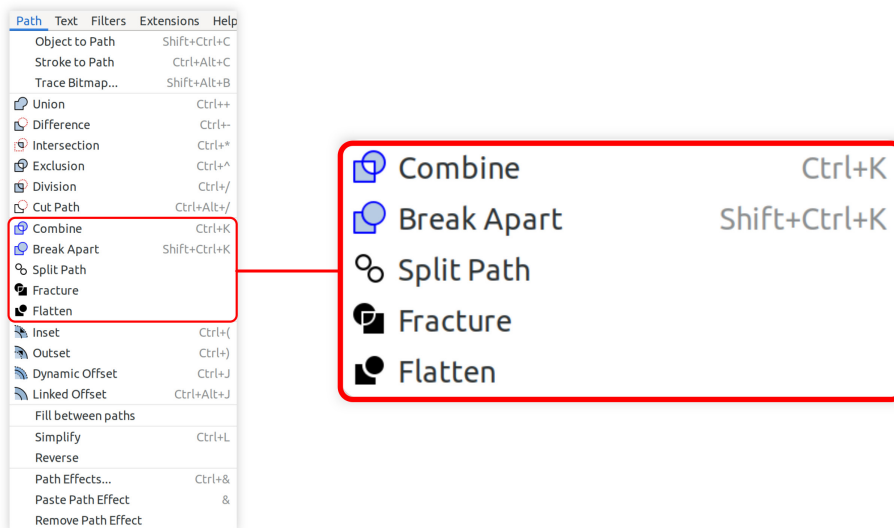 Path Text Filters Extensions Help
Object to Path Shift+Ctrl+C
Stroke to Path Ctrl+Alt+C
Trace Bitmap... Shift+Alt+B
Union Ctrl++
Difference Ctrl+-
Intersection Ctrl+*
Exclusion Ctrl+^
Division Ctrl+/
Cut Path Ctrl+Alt+/
Combine Ctrl+K
Break Apart Shift+Ctrl+K
Split Path
Fracture
Flatten
Inset Ctrl+(
Outset Ctrl+)
Dynamic Offset Ctrl+J
Linked Offset Ctrl+Alt+J
Fill between paths
Simplify Ctrl+L
Reverse
Path Effects... Ctrl+&
Paste Path Effect &
Remove Path Effect
Combine Ctrl+K
Break Apart Shift+Ctrl+K
Split Path
Fracture
Flatten